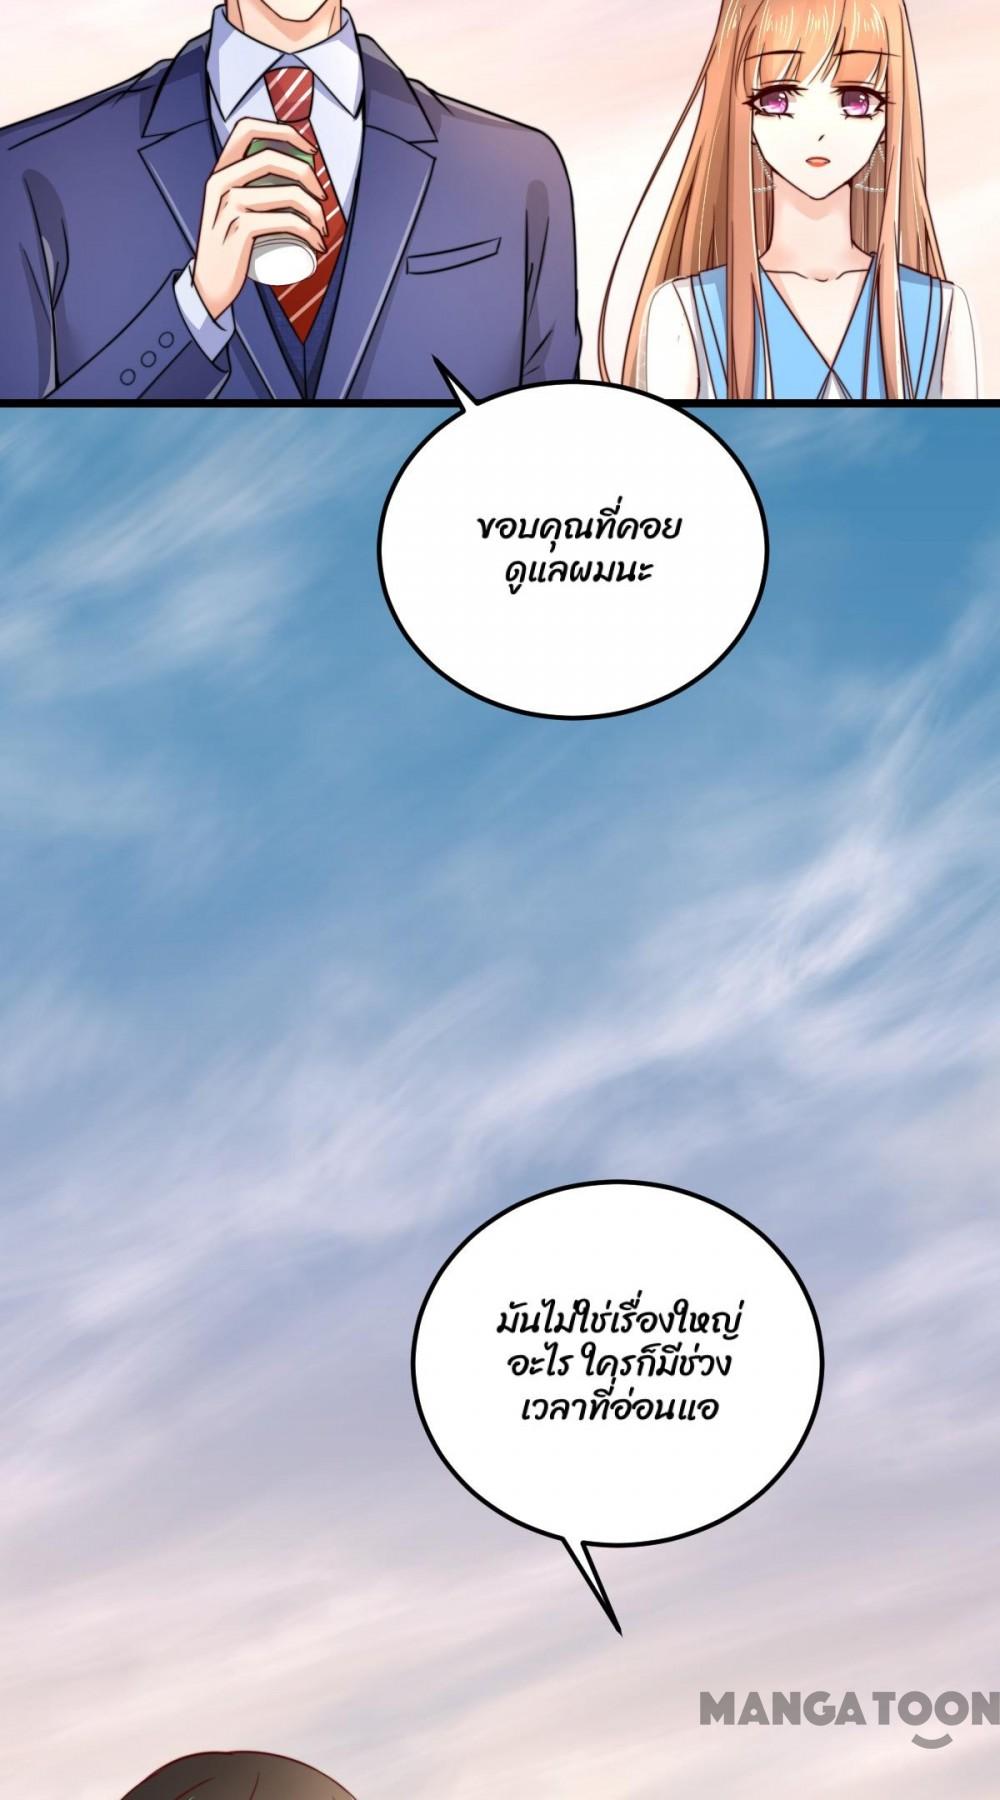 ขอบคุณที่คอย
ดูแลผมนะ
มันไม่ใช่เรื่องใหญ่
อะไร ใครก็มีช่วง
เวลาที่อ่อนแอ
MANGATOON